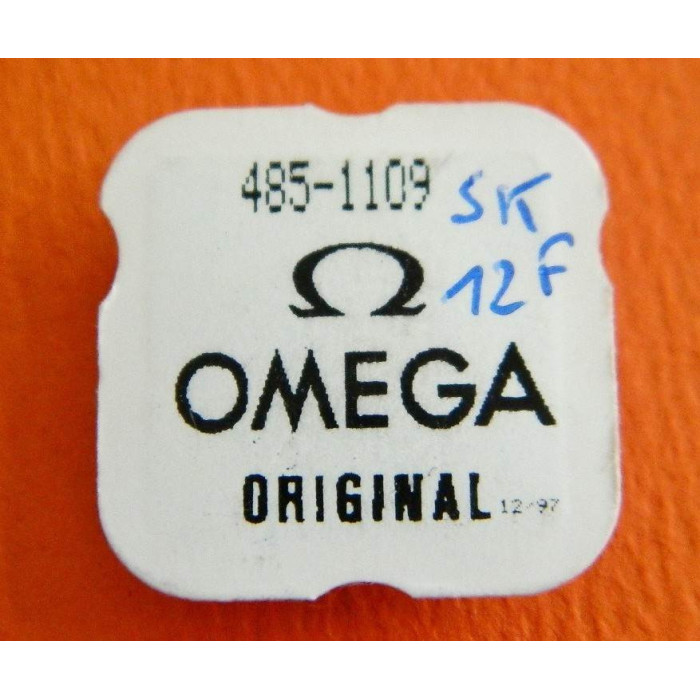 485-1109
SK
12F
Ω
OMEGA
ORIGINAL 12/97